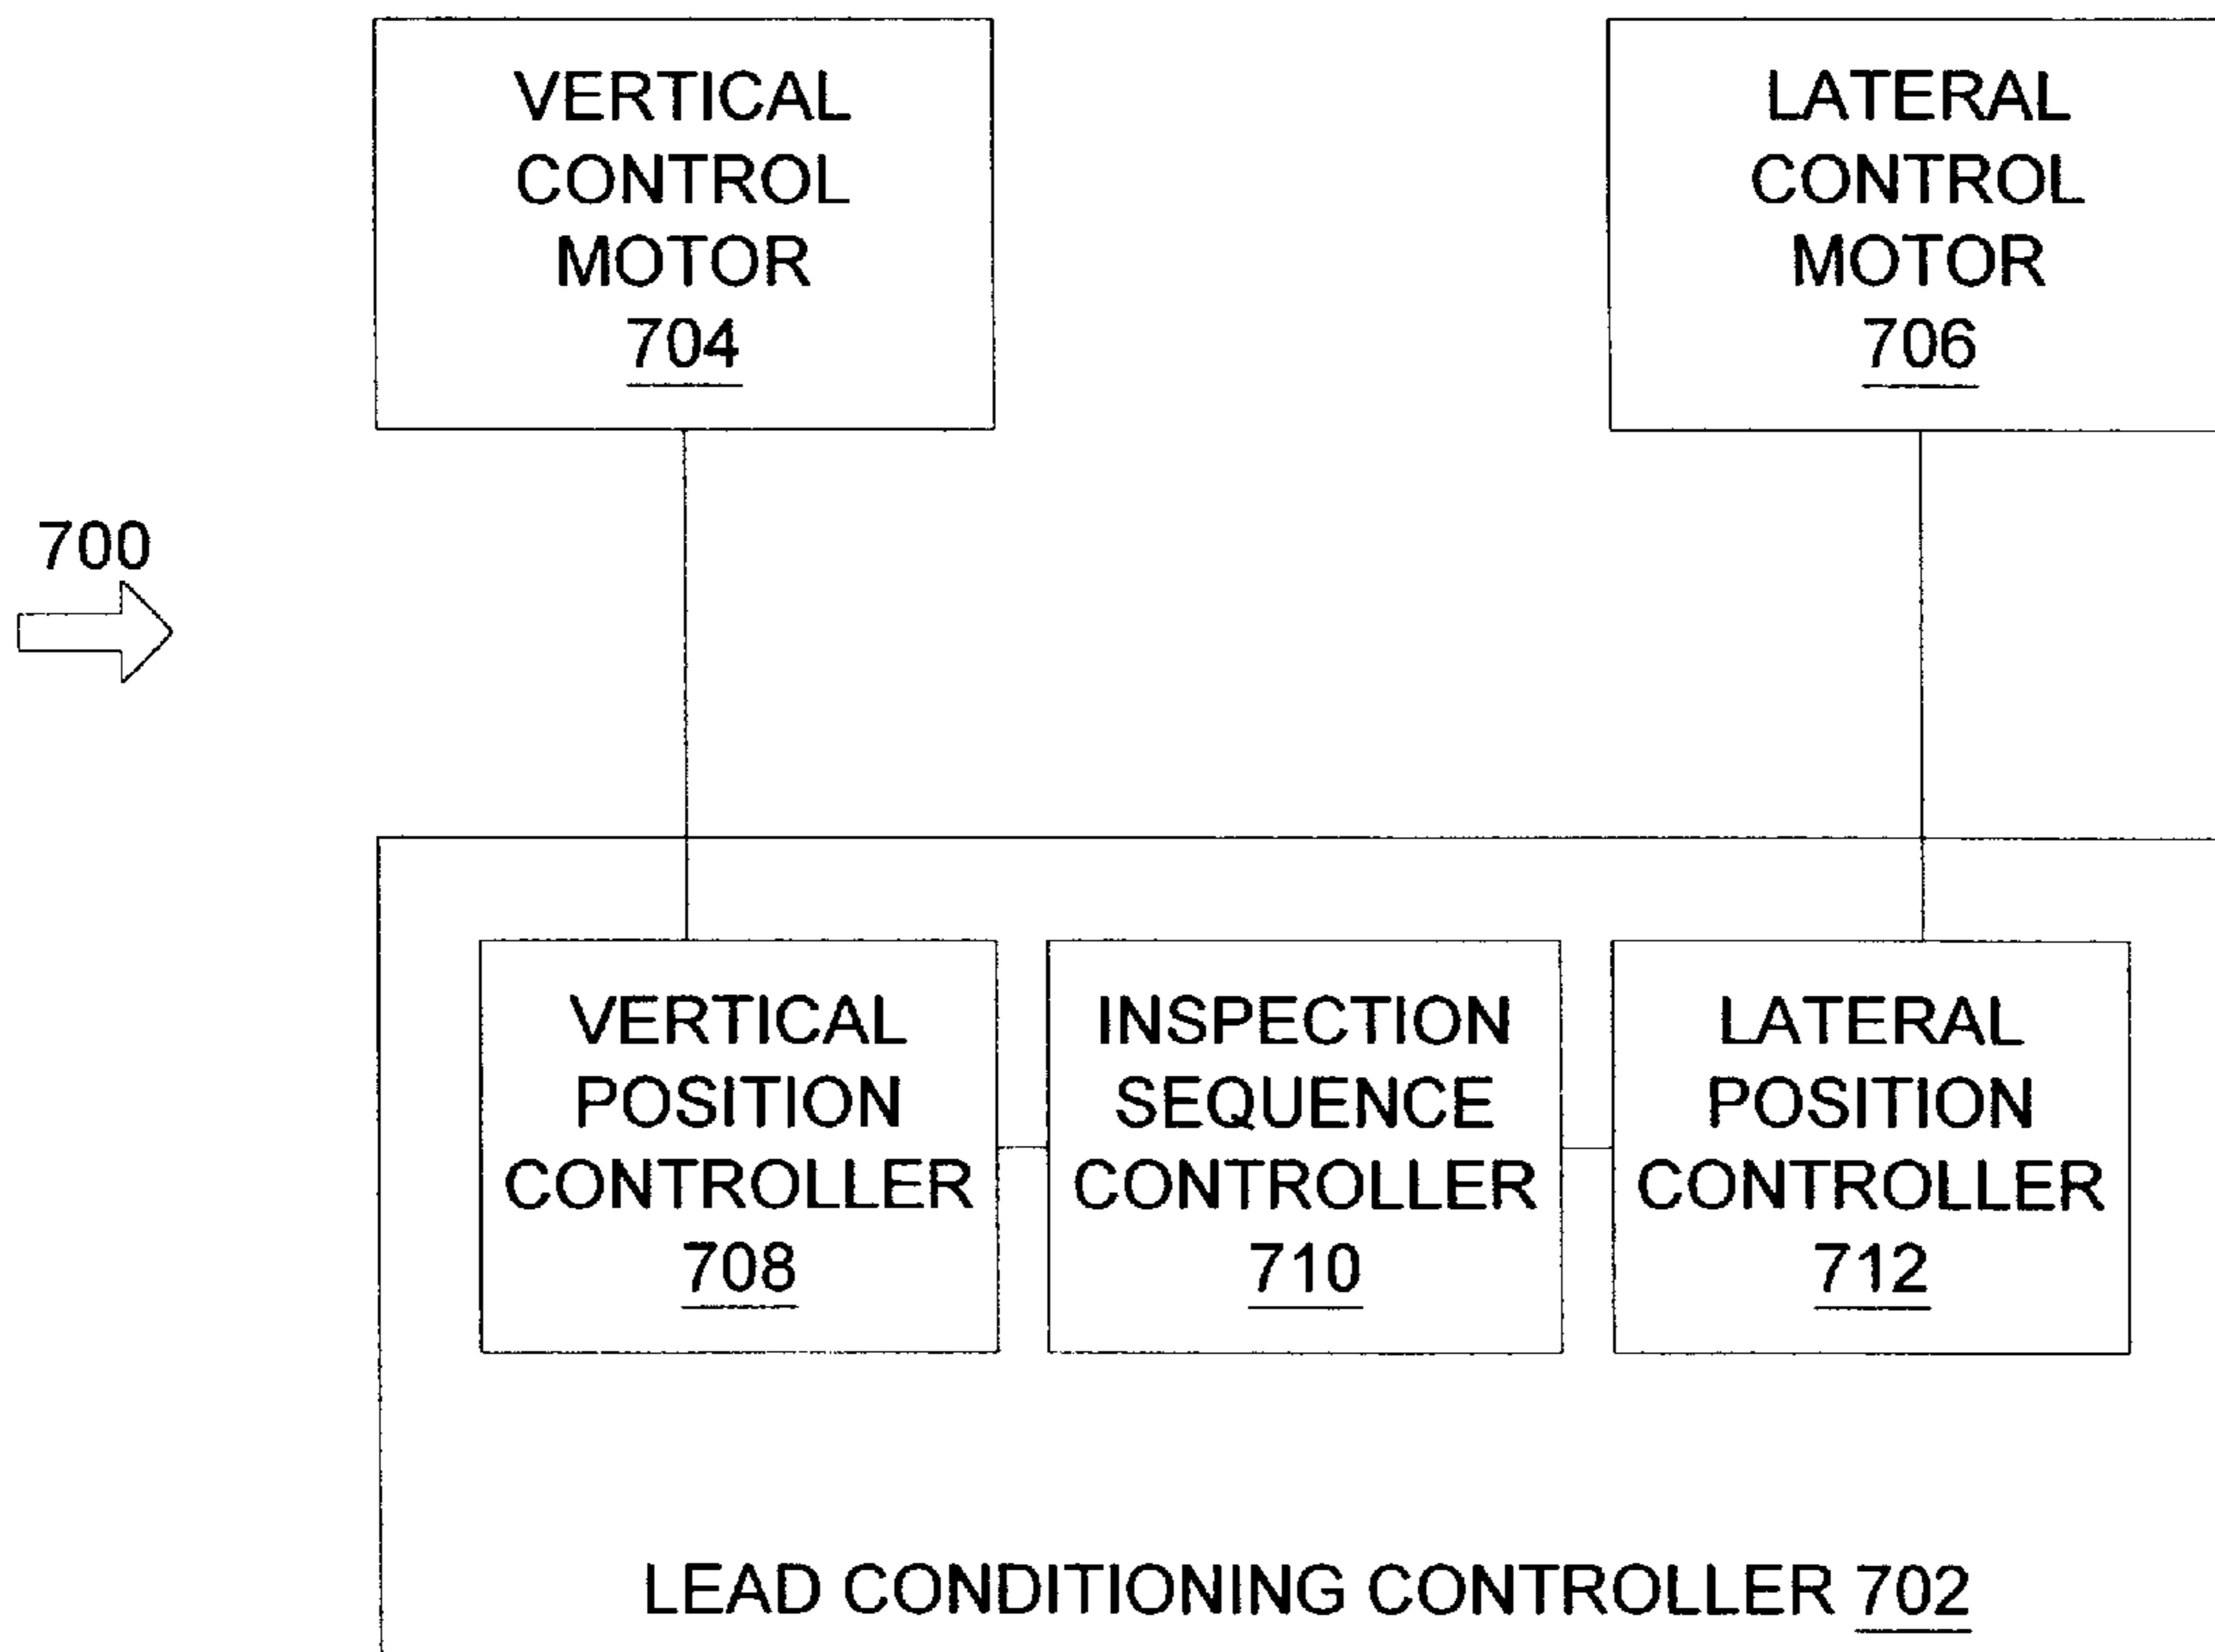 VERTICAL
CONTROL
MOTOR
704
LATERAL
CONTROL
MOTOR
706
700
VERTICAL
POSITION
CONTROLLER
708
INSPECTION
SEQUENCE
CONTROLLER
710
LATERAL
POSITION
CONTROLLER
712
LEAD CONDITIONING CONTROLLER 702